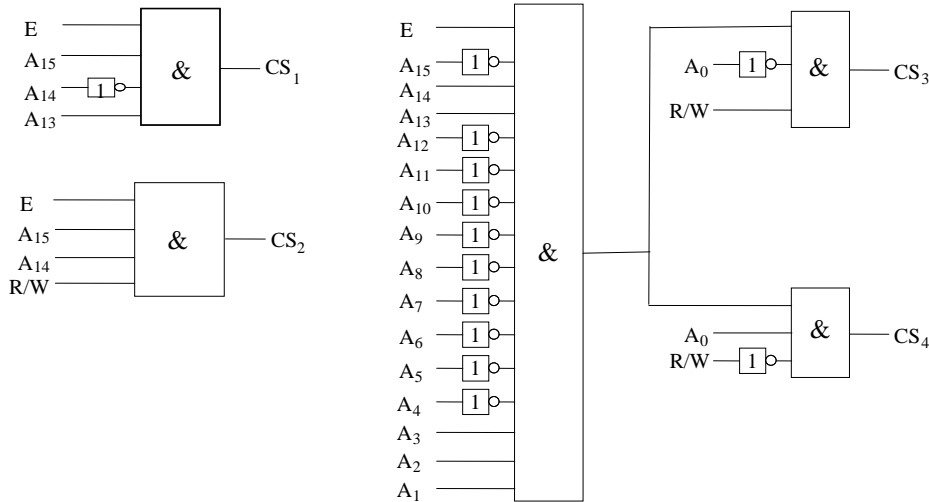 E
A15
A14 1
A13
&
CS1
E
A15
A14
R/W
&
CS2
E
A15 1
A14
A13
A12 1
A11 1
A10 1
A9 1
A8 1
A7 1
A6 1
A5 1
A4 1
A3
A2
A1
&
&
A0 1
R/W
& CS3
A0
R/W 1
& CS4